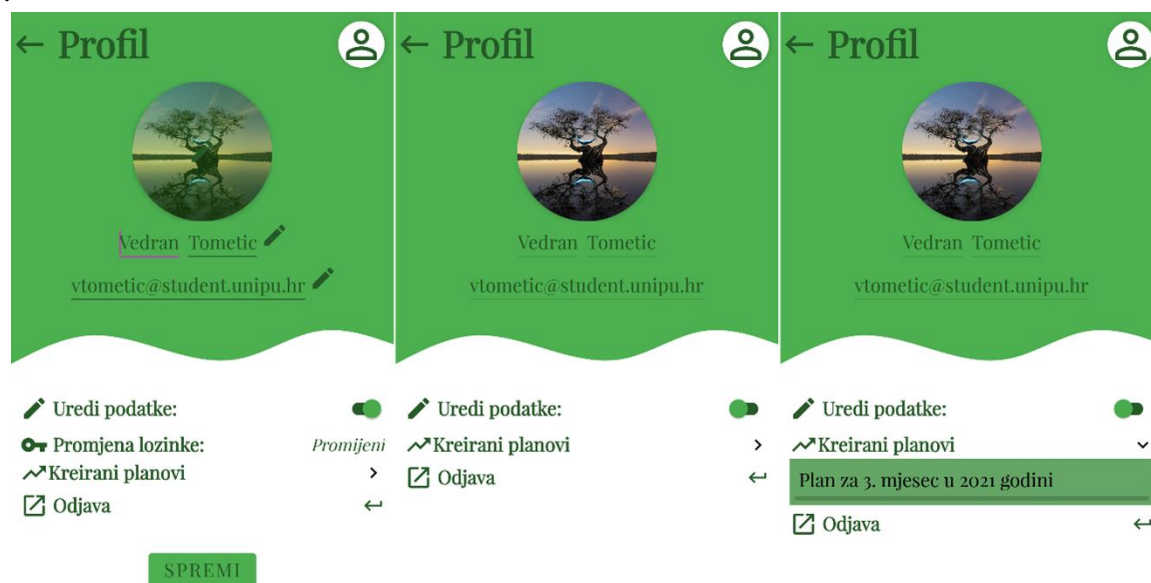 ← Profil
Vedran Tometic
vtometic@student.unipu.hr
Uredi podatke:
Promjena lozinke: Promijeni
Kreirani planovi
Odjava
SPREMI
← Profil
Vedran Tometic
vtometic@student.unipu.hr
Uredi podatke:
Kreirani planovi
Odjava
← Profil
Vedran Tometic
vtometic@student.unipu.hr
Uredi podatke:
Kreirani planovi
Plan za 3. mjesec u 2021 godini
Odjava